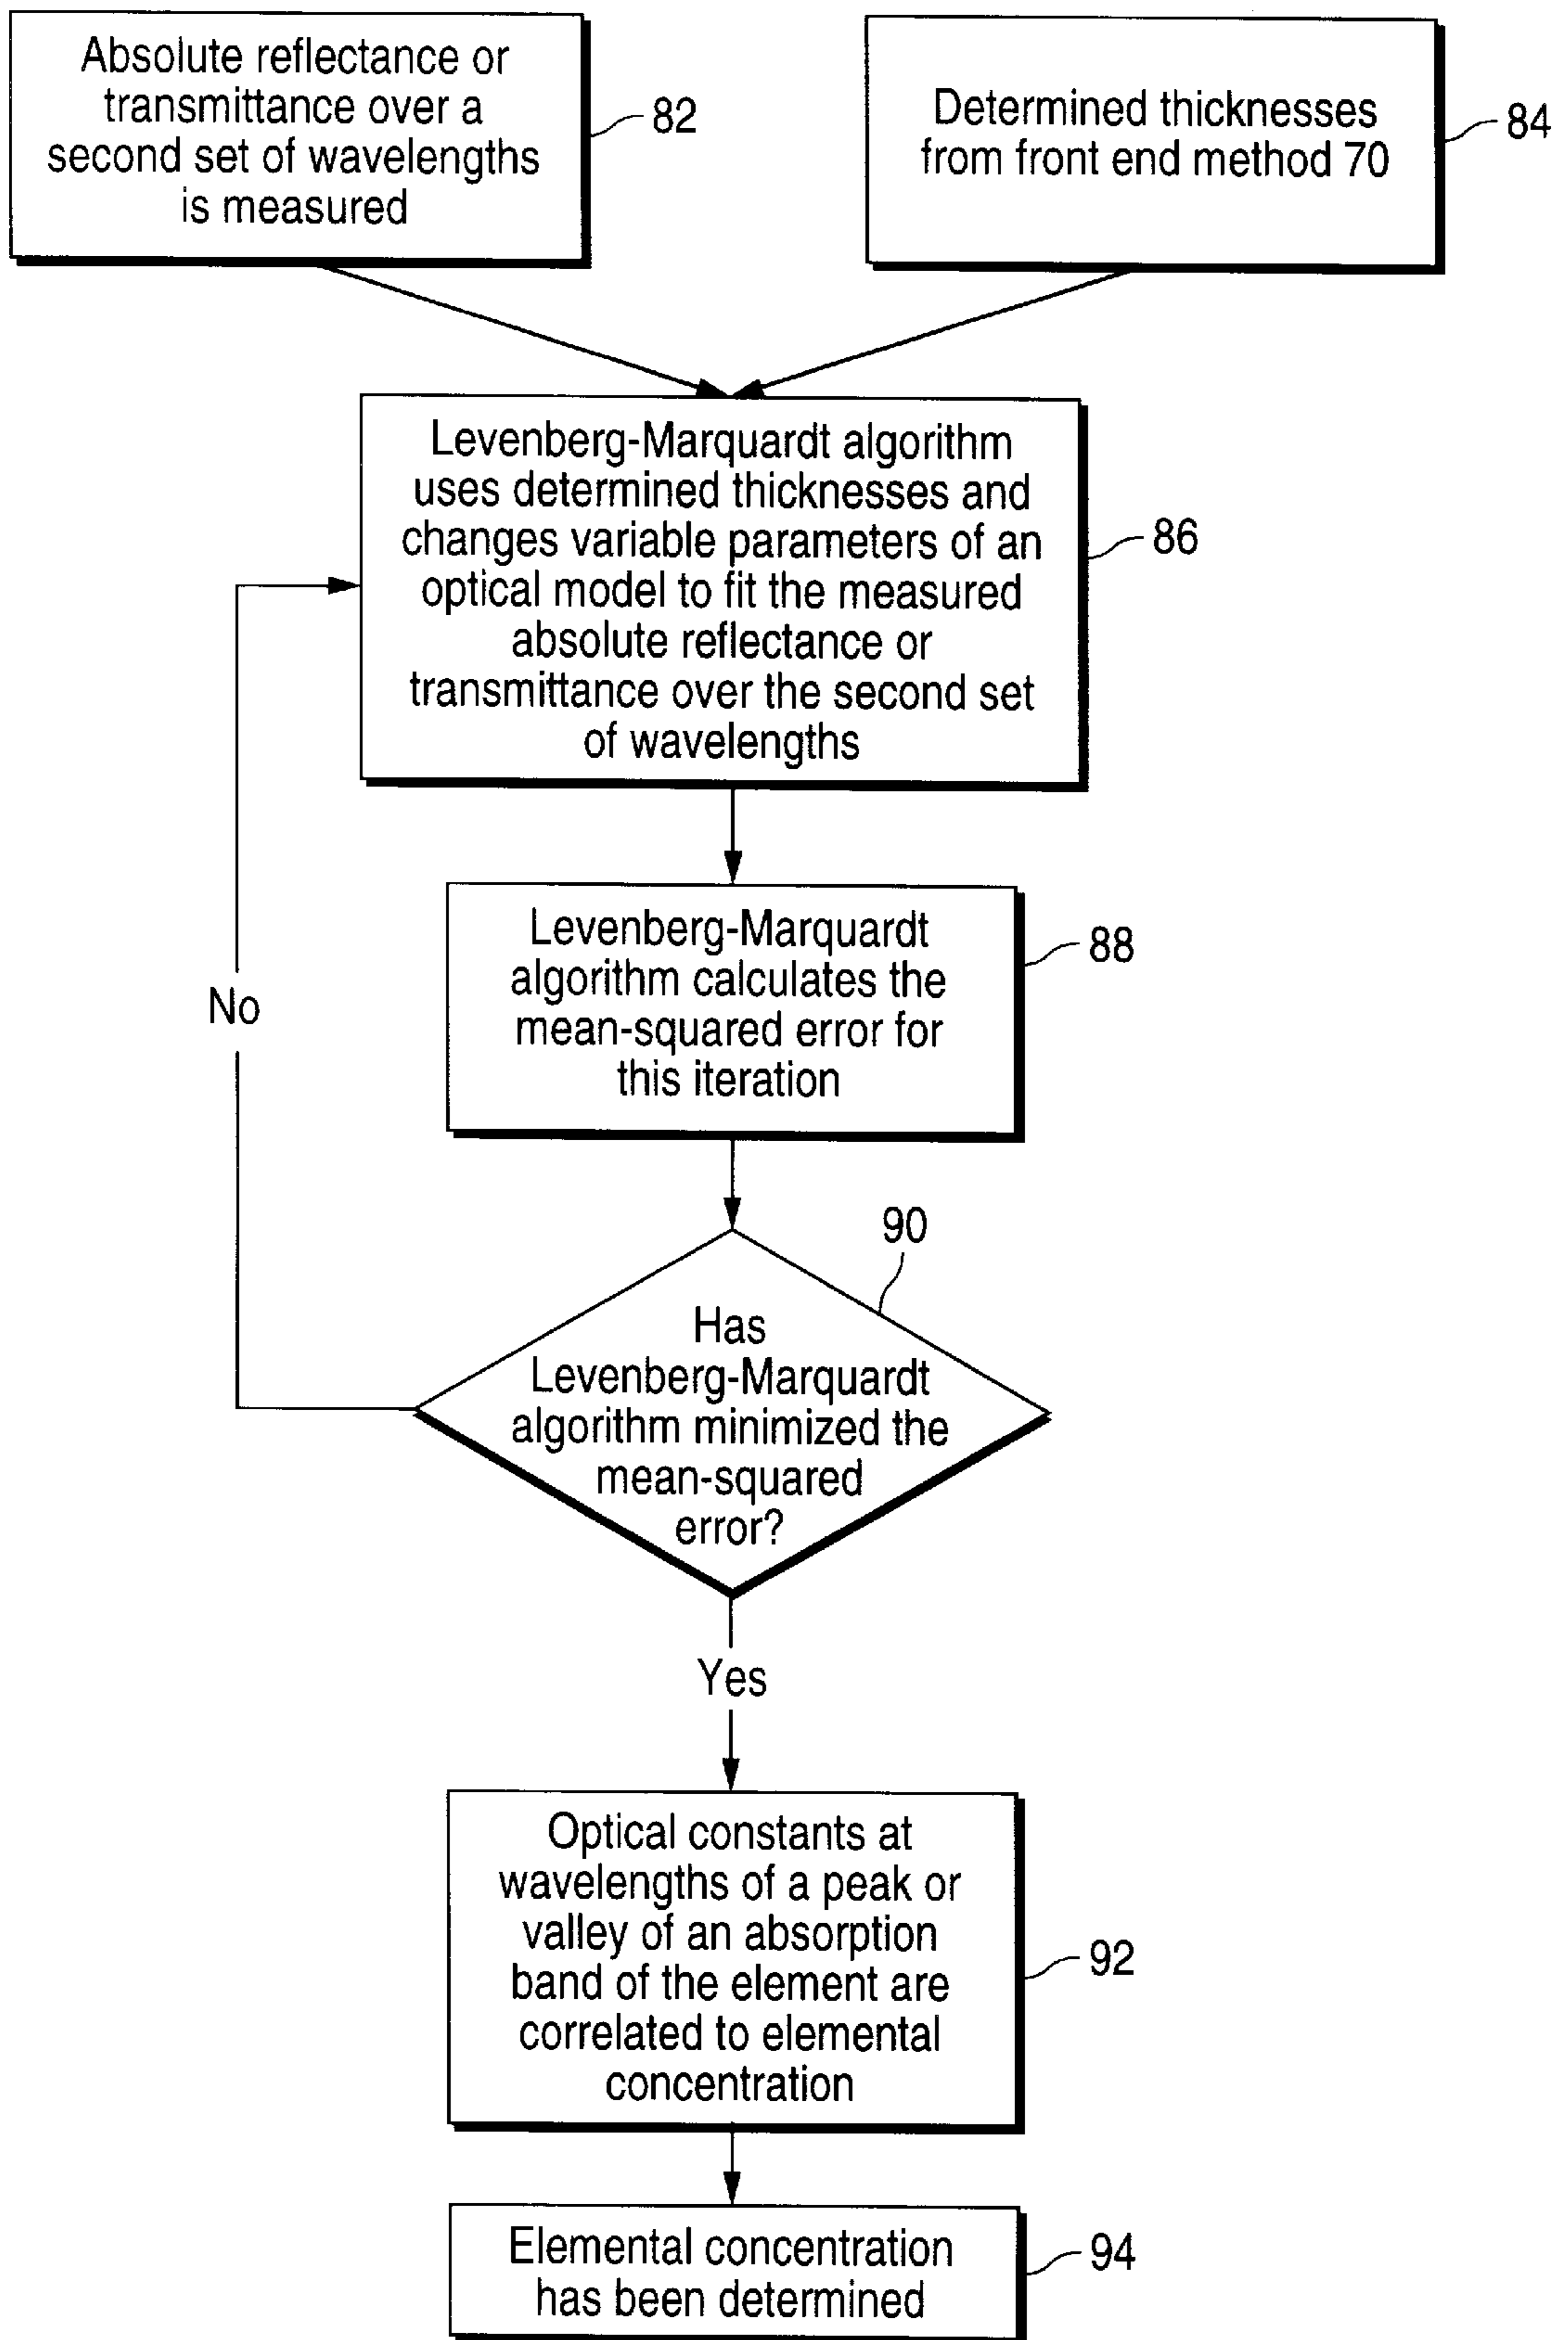 Absolute reflectance or
transmittance over a
second set of wavelengths
is measured
82
Determined thicknesses
from front end method 70
84
Levenberg-Marquardt algorithm
uses determined thicknesses and
changes variable parameters of an
optical model to fit the measured
absolute reflectance or
transmittance over the second set
of wavelengths
86
Levenberg-Marquardt
algorithm calculates the
mean-squared error for
this iteration
88
No
90
Has
Levenberg-Marquardt
algorithm minimized the
mean-squared
error?
Yes
Optical constants at
wavelengths of a peak or
valley of an absorption
band of the element are
correlated to elemental
concentration
92
Elemental concentration
has been determined
94